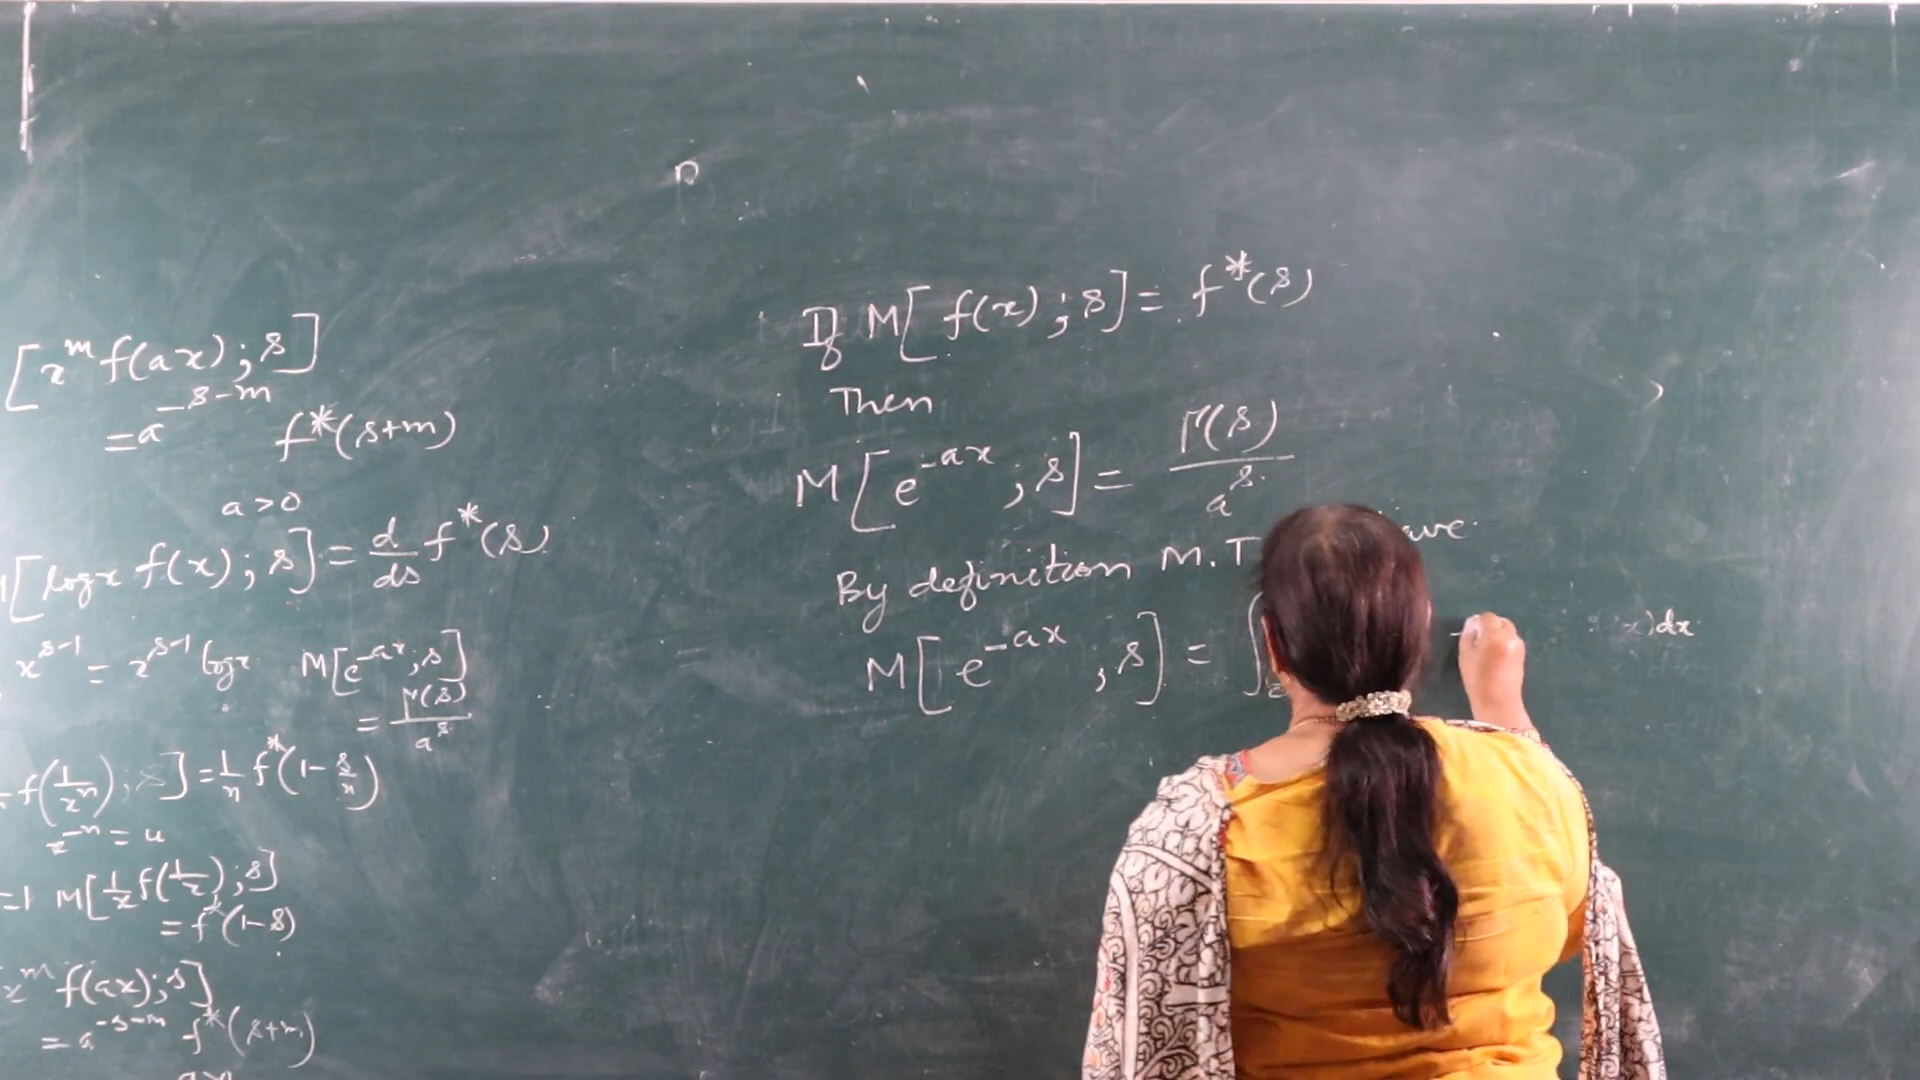 [x^m f(ax) ; s]
= a^-s-m f*(s+m)
a > 0
[log x f(x) ; s] = d/ds f*(s)
x^s-1 = x^s-1 log x
M[e^-ax ; s]
= Γ(s)/a^s
f(1/x^n) ; s] = 1/n f*(1 - s/n)
x^-n = u
=1 M[1/x f(1/x) ; s]
= f*(1-s)
x^m f(ax) ; s]
= a^-s-m f*(s+m)
If M[f(x) ; s] = f*(s)
Then
M[e^-ax ; s] = Γ(s)/a^s
By definition M.T
M[e^-ax ; s] = ∫
x) dx